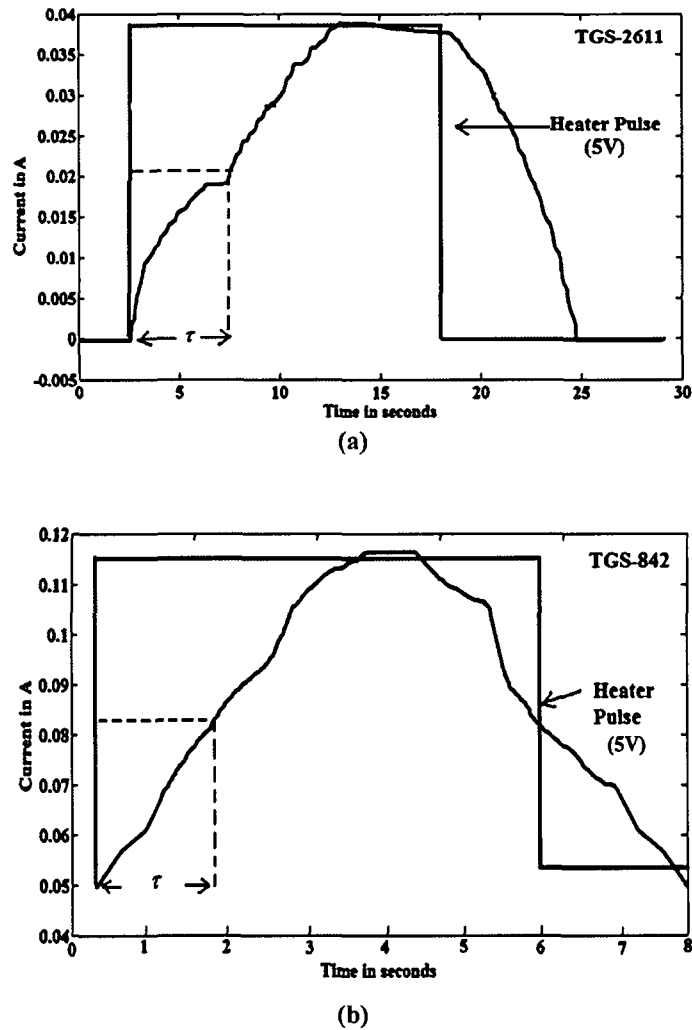 0.04
0.035
0.03
0.025
0.02
0.015
0.01
0.005
0
-0.005
Current in A
TGS-2611
Heater Pulse
(5V)
τ
0 5 10 15 20 25 30
Time in seconds
(a)
0.12
0.11
0.1
0.09
0.08
0.07
0.06
0.05
0.04
Current in A
TGS-842
Heater
Pulse
(5V)
τ
0 1 2 3 4 5 6 7 8
Time in seconds
(b)